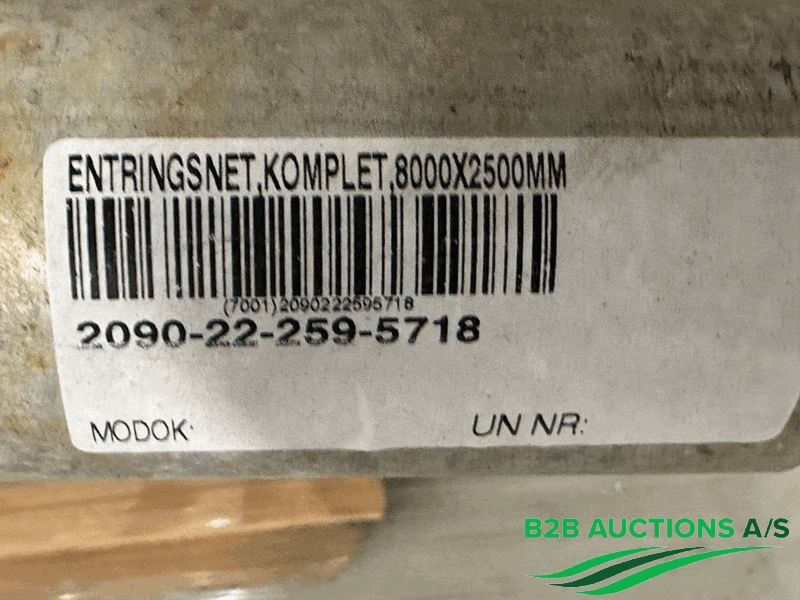 ENTRINGSNET,KOMPLET,8000X2500MM
(7001)2090222595718
2090-22-259-5718
MODOK:
UN NR:
B2B AUCTIONS A/S